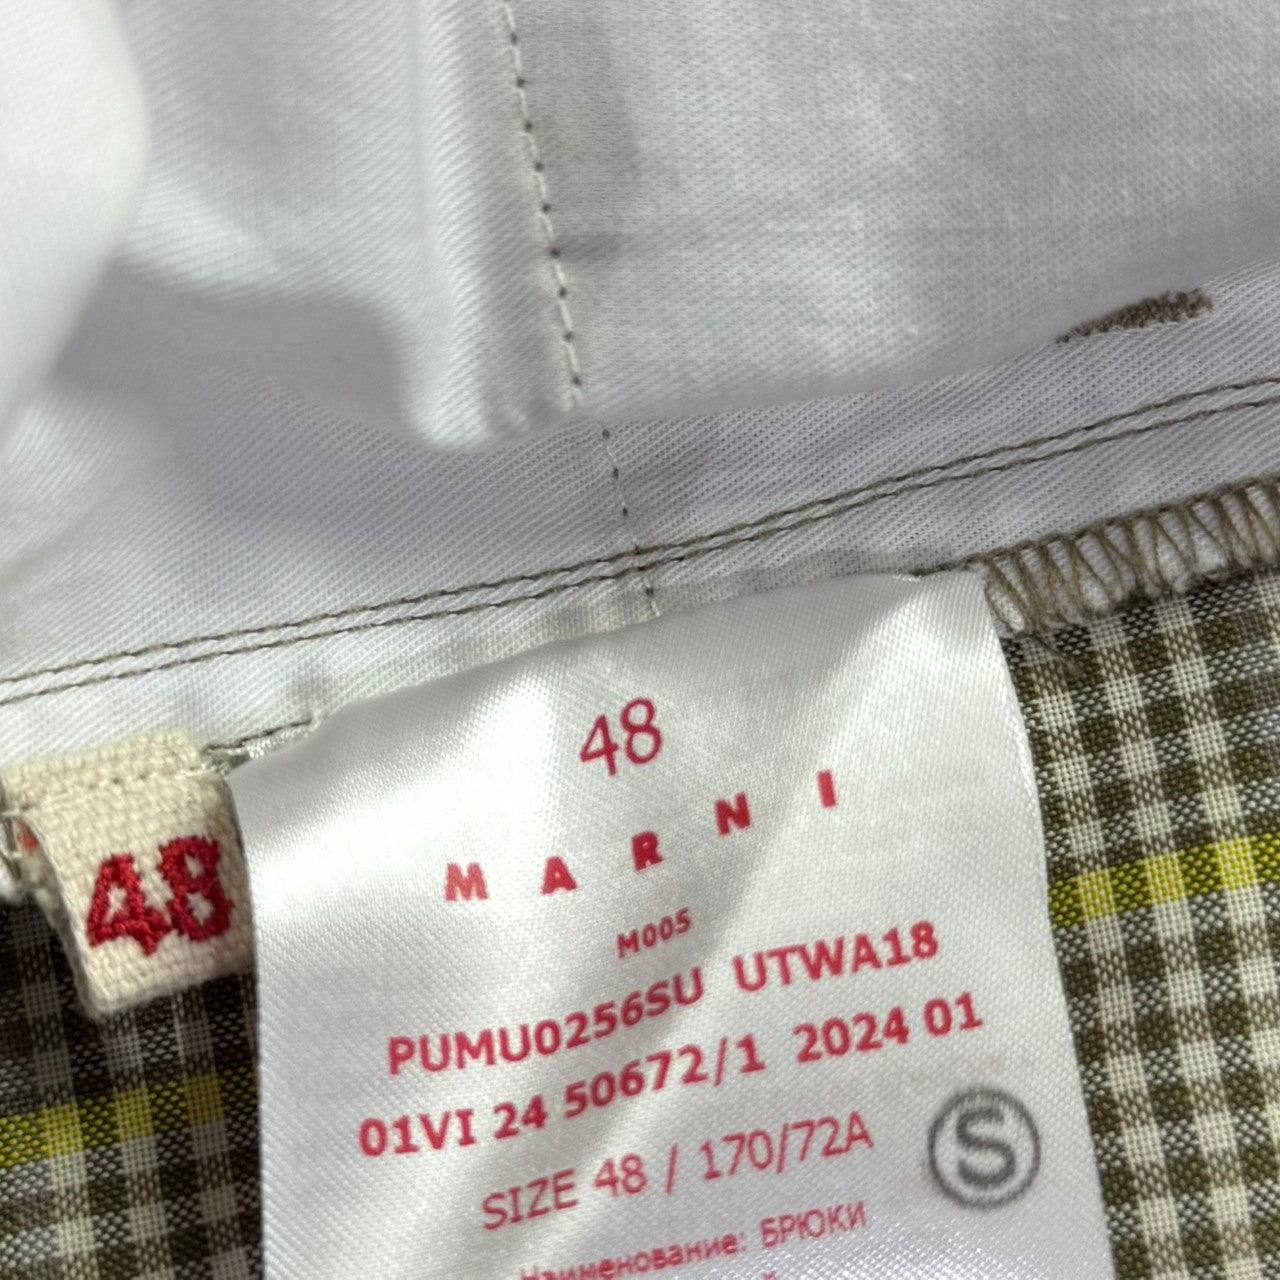 48
48
MARNI
M005
PUMU0256SU UTWA18
01VI 24 50672/1 2024 01
SIZE 48 / 170/72A
S
Наименование: БРЮКИ